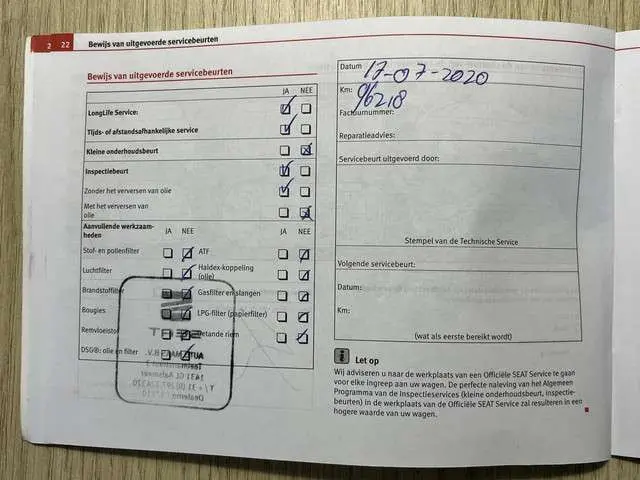 2 22
Bewijs van uitgevoerde servicebeurten
Bewijs van uitgevoerde servicebeurten
JA NEE
LongLife Service:
Tijds- of afstandsafhankelijke service
Kleine onderhoudsbeurt
Inspectiebeurt
Zonder het verversen van olie
Met het verversen van
olie
Aanvullende werkzaam-
heden
JA NEE
JA NEE
Stof- en pollenfilter
ATF
Luchtfilter
Haldex-koppeling
(olie)
Brandstoffilter
Gasfilter en slangen
Bougies
LPG-filter (papierfilter)
Remvloeistof
Getande riem
DSG®: olie en filter
SEAT
Datum
17-07-2020
Km:
96218
Factuurnummer:
Reparatieadvies:
Servicebeurt uitgevoerd door:
Stempel van de Technische Service
Volgende servicebeurt:
Datum:
Km:
(wat als eerste bereikt wordt)
i Let op
Wij adviseren u naar de werkplaats van een Officiële SEAT Service te gaan
voor elke ingreep aan uw wagen. De perfecte naleving van het Algemeen
Programma van de Inspectieservices (kleine onderhoudsbeurt, inspectie-
beurten) in de werkplaats van de Officiële SEAT Service zal resulteren in een
hogere waarde van uw wagen.